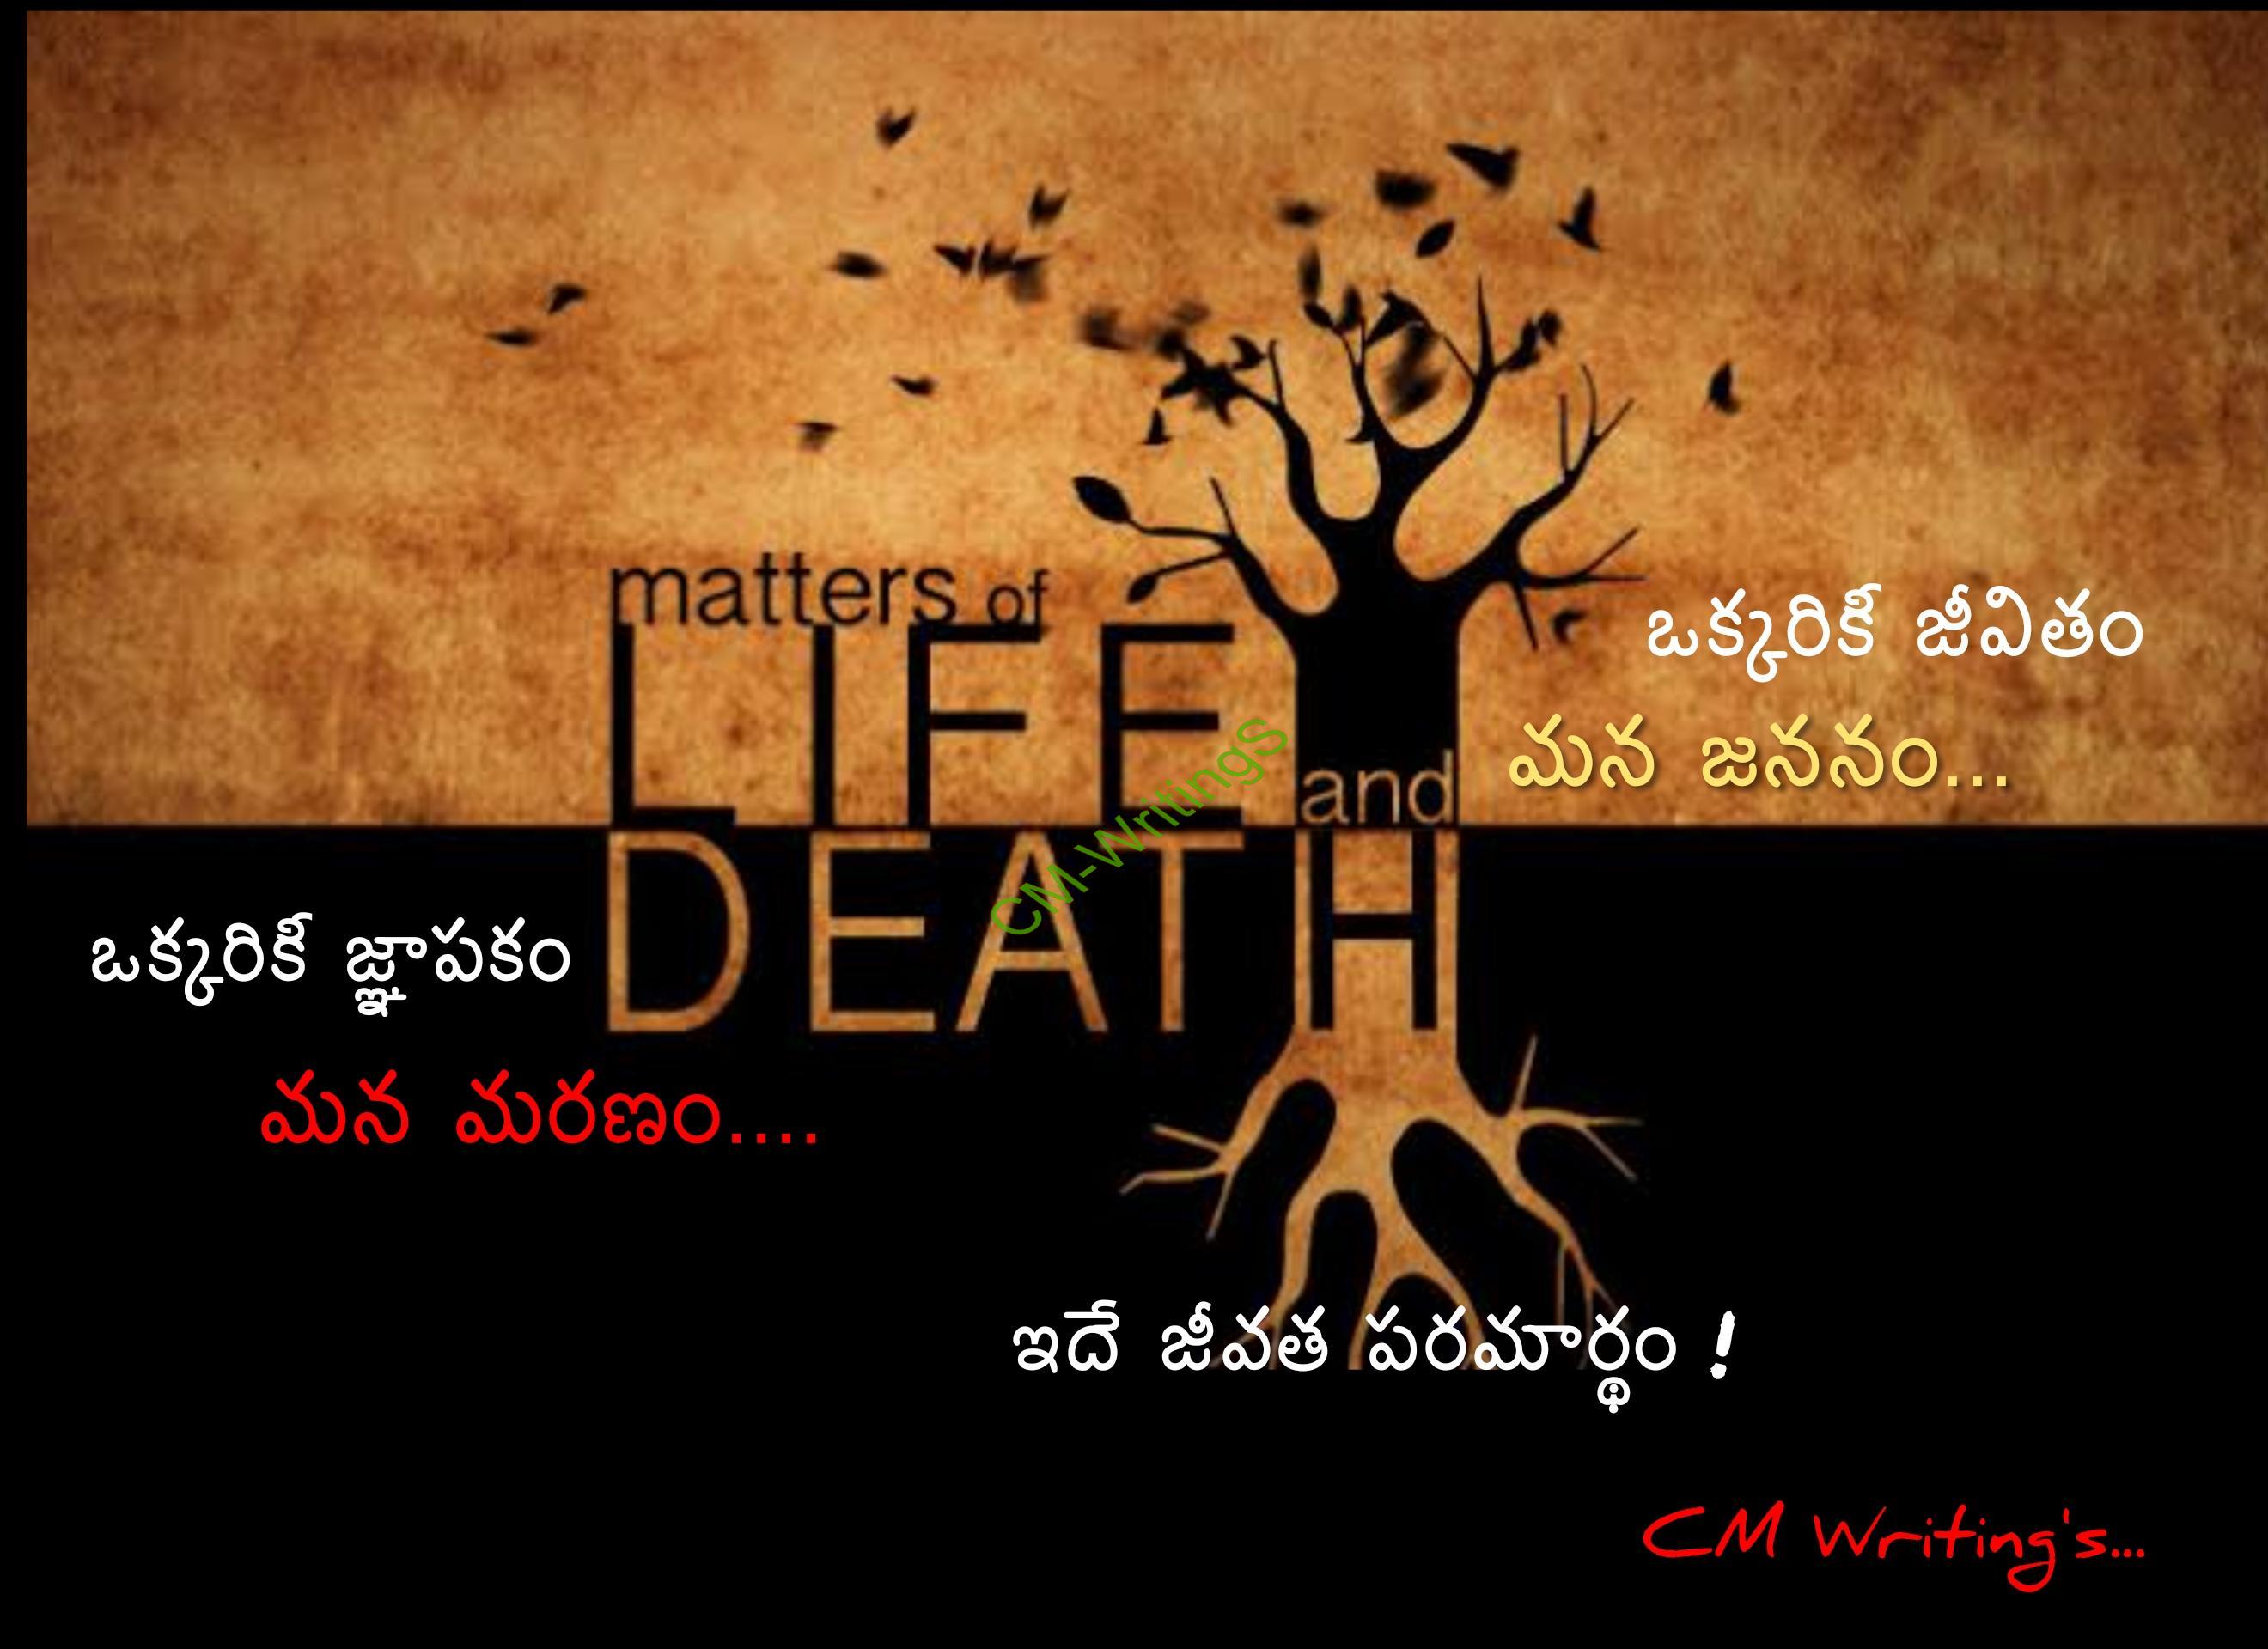 matters of
LIFE
and
ఒక్కరికే జీవితం
మన జననం...
CM-WritingS
DEATH
ఒక్కరికే జ్ఞాపకం
మన మరణం....
ఇదే జీవత పరమార్థం !
CM Writing's...